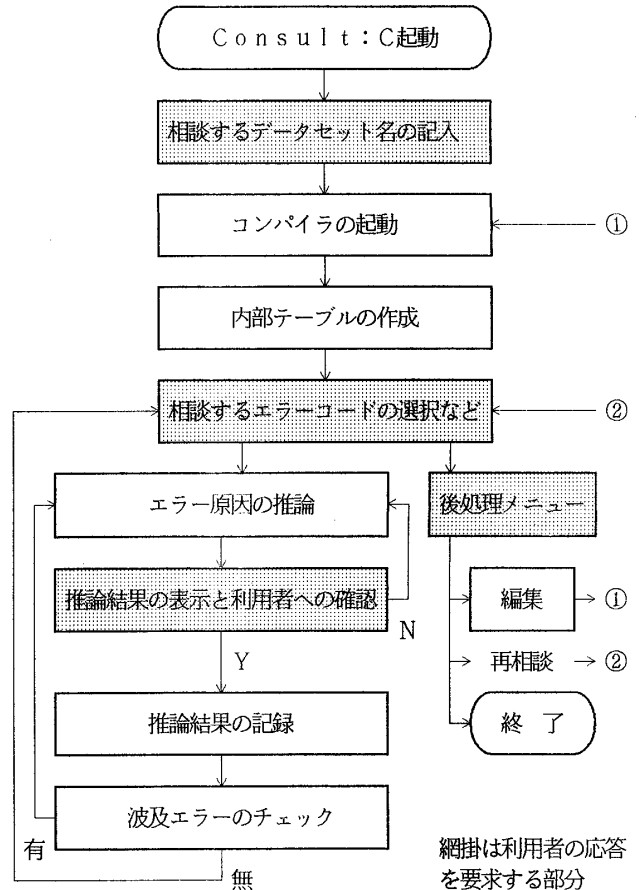 Consult:C起動
相談するデータセット名の記入
コンパイラの起動
①
内部テーブルの作成
相談するエラーコードの選択など
②
エラー原因の推論
後処理メニュー
推論結果の表示と利用者への確認
N
Y
編集
①
再相談
②
推論結果の記録
終 了
波及エラーのチェック
有
無
網掛は利用者の応答
を要求する部分